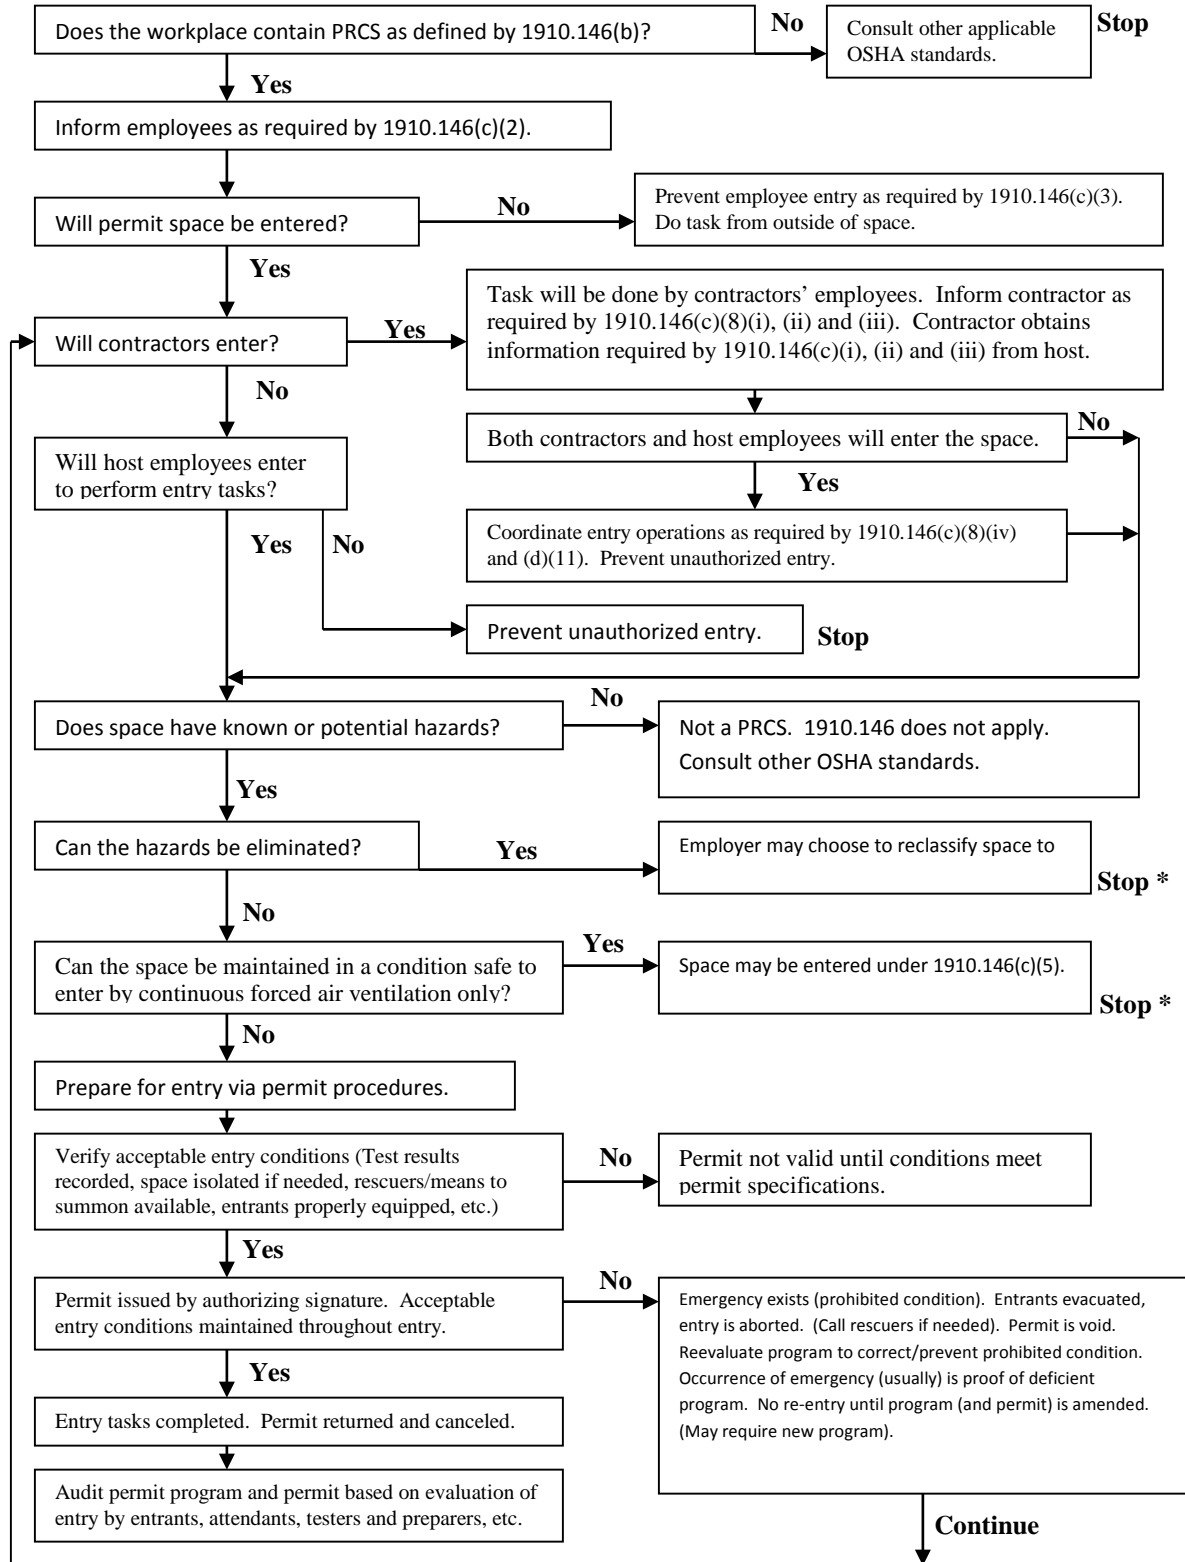 Does the workplace contain PRCS as defined by 1910.146(b)?
No
Consult other applicable
OSHA standards.
Stop
Yes
Inform employees as required by 1910.146(c)(2).
Will permit space be entered?
No
Prevent employee entry as required by 1910.146(c)(3).
Do task from outside of space.
Yes
Will contractors enter?
Yes
Task will be done by contractors’ employees. Inform contractor as
required by 1910.146(c)(8)(i), (ii) and (iii). Contractor obtains
information required by 1910.146(c)(i), (ii) and (iii) from host.
No
Both contractors and host employees will enter the space.
No
Will host employees enter
to perform entry tasks?
Yes
Coordinate entry operations as required by 1910.146(c)(8)(iv)
and (d)(11). Prevent unauthorized entry.
Yes
No
Prevent unauthorized entry.
Stop
Does space have known or potential hazards?
No
Not a PRCS. 1910.146 does not apply.
Consult other OSHA standards.
Yes
Can the hazards be eliminated?
Yes
Employer may choose to reclassify space to
Stop *
No
Can the space be maintained in a condition safe to
enter by continuous forced air ventilation only?
Yes
Space may be entered under 1910.146(c)(5).
Stop *
No
Prepare for entry via permit procedures.
Verify acceptable entry conditions (Test results
recorded, space isolated if needed, rescuers/means to
summon available, entrants properly equipped, etc.)
No
Permit not valid until conditions meet
permit specifications.
Yes
Permit issued by authorizing signature. Acceptable
entry conditions maintained throughout entry.
No
Emergency exists (prohibited condition). Entrants evacuated,
entry is aborted. (Call rescuers if needed). Permit is void.
Reevaluate program to correct/prevent prohibited condition.
Occurrence of emergency (usually) is proof of deficient
program. No re-entry until program (and permit) is amended.
(May require new program).
Yes
Entry tasks completed. Permit returned and canceled.
Audit permit program and permit based on evaluation of
entry by entrants, attendants, testers and preparers, etc.
Continue